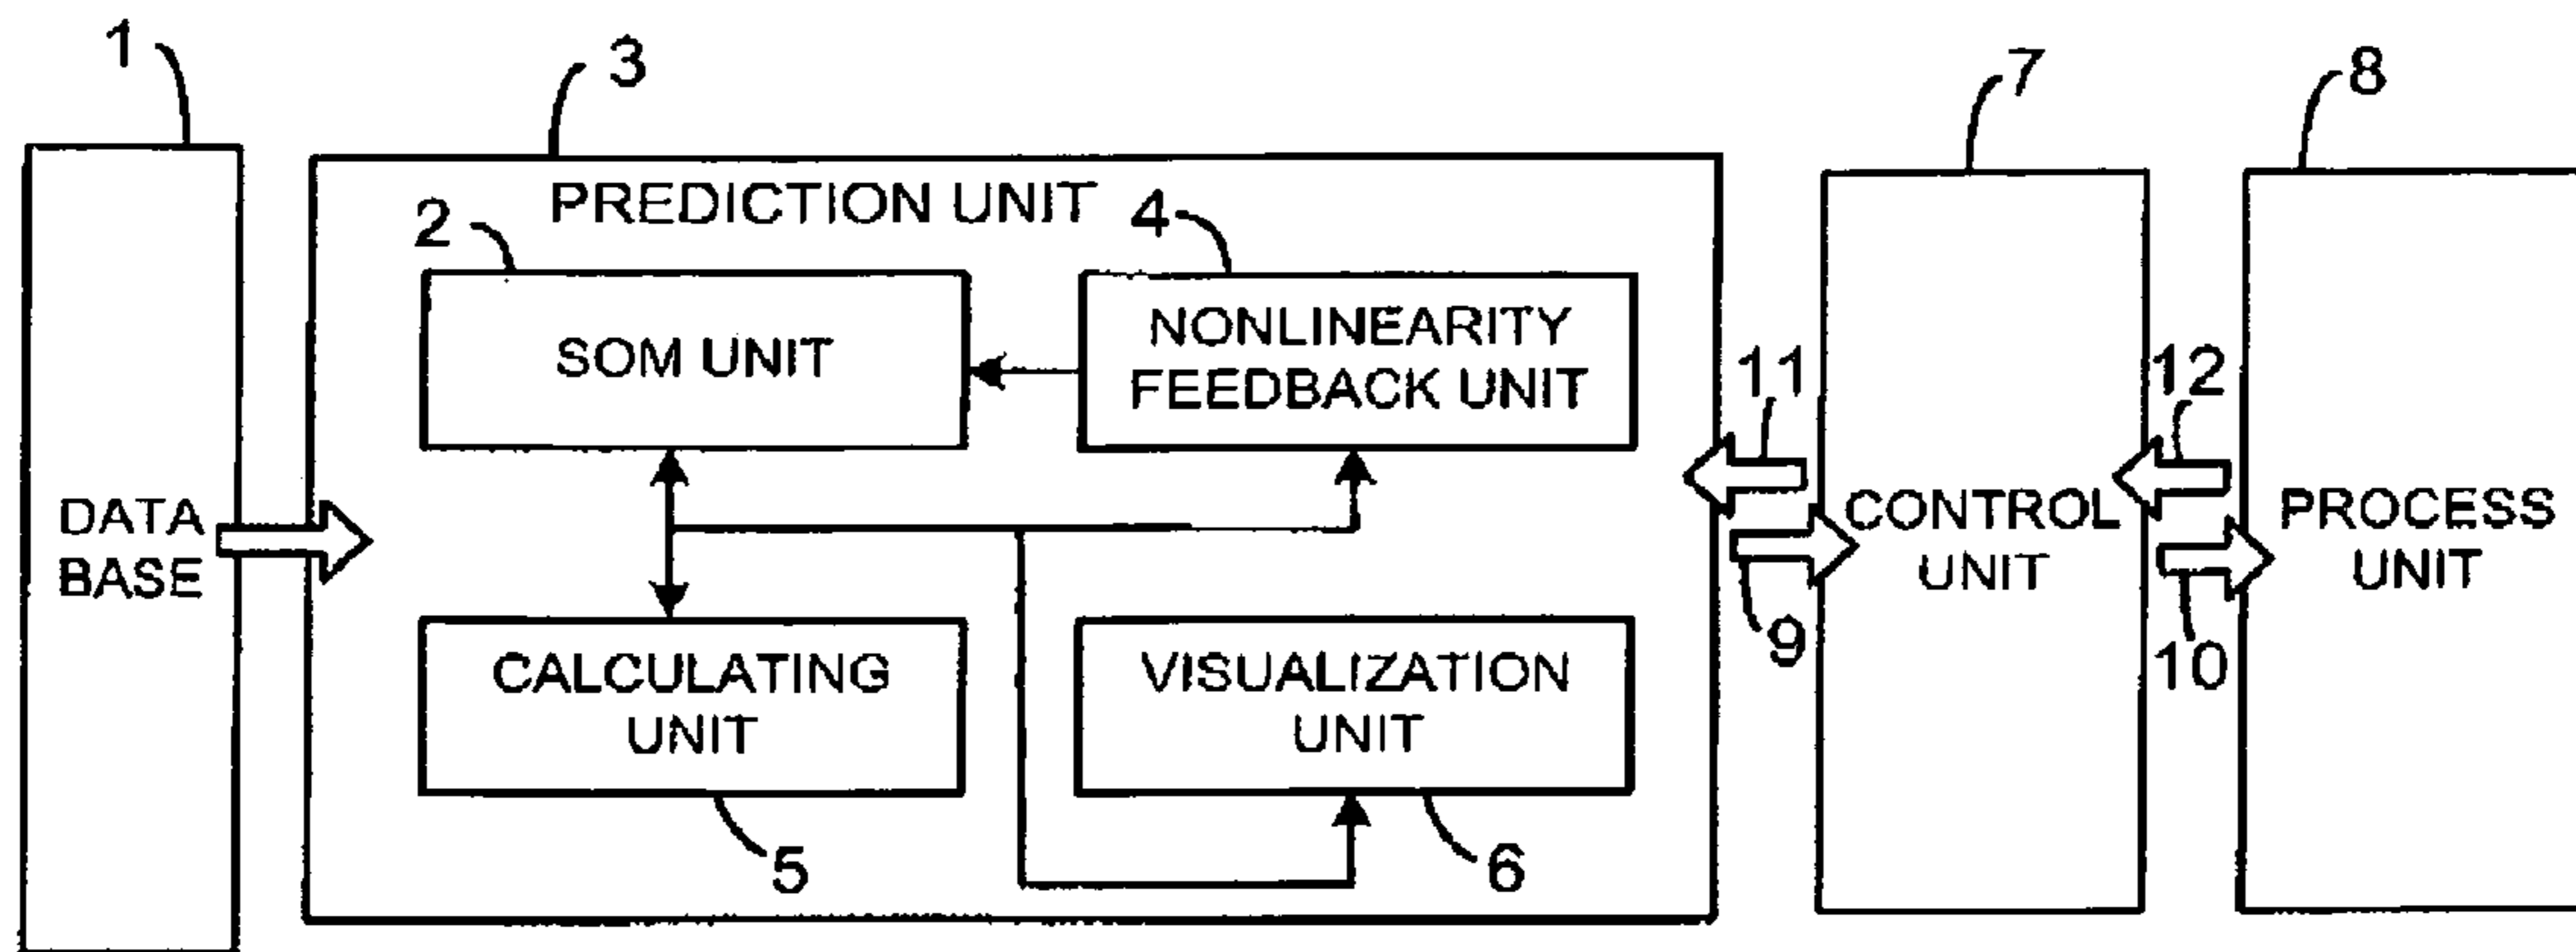 1
3
7
8
PREDICTION UNIT
2
4
SOM UNIT
NONLINEARITY
FEEDBACK UNIT
11
12
DATA
BASE
CONTROL
UNIT
PROCESS
UNIT
9
10
CALCULATING
UNIT
VISUALIZATION
UNIT
5
6